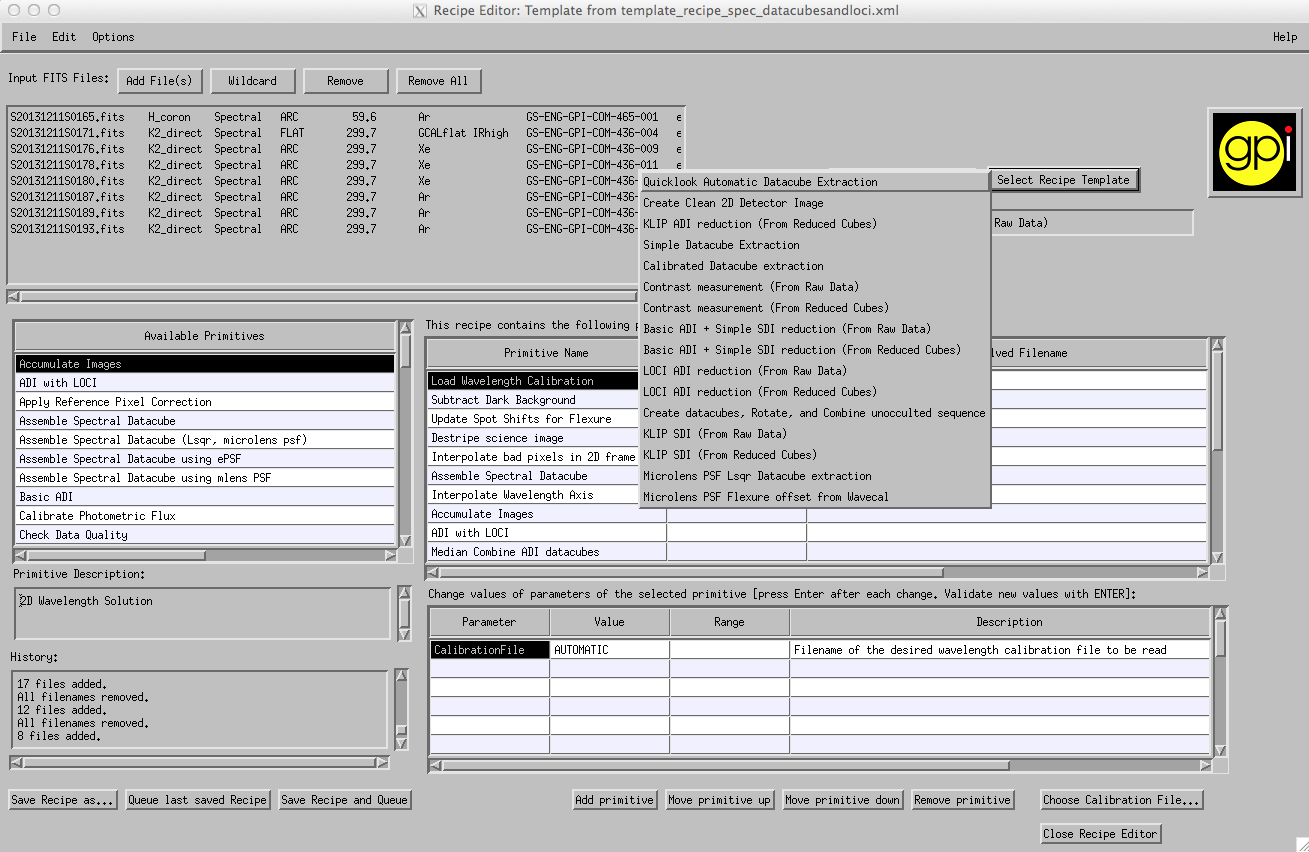 Recipe Editor: Template from template_recipe_spec_datacubesandloci.xml
File Edit Options Help
Input FITS Files: Add File(s) Wildcard Remove Remove All
S20131211S0165.fits H_coron Spectral ARC 59.6 Ar GS-ENG-GPI-COM-465-001 e
S20131211S0171.fits K2_direct Spectral FLAT 299.7 GCALflat IRhigh GS-ENG-GPI-COM-436-004 e
S20131211S0176.fits K2_direct Spectral ARC 299.7 Xe GS-ENG-GPI-COM-436-009 e
S20131211S0178.fits K2_direct Spectral ARC 299.7 Xe GS-ENG-GPI-COM-436-011 e
S20131211S0180.fits K2_direct Spectral ARC 299.7 Xe GS-ENG-GPI-COM-436-
S20131211S0187.fits K2_direct Spectral ARC 299.7 Ar GS-ENG-GPI-COM-436-
S20131211S0189.fits K2_direct Spectral ARC 299.7 Ar GS-ENG-GPI-COM-436-
S20131211S0193.fits K2_direct Spectral ARC 299.7 Ar GS-ENG-GPI-COM-436-
Select Recipe Template
gpi
Raw Data)
Quicklook Automatic Datacube Extraction
Create Clean 2D Detector Image
KLIP ADI reduction (From Reduced Cubes)
Simple Datacube Extraction
Calibrated Datacube extraction
Contrast measurement (From Raw Data)
Contrast measurement (From Reduced Cubes)
Basic ADI + Simple SDI reduction (From Raw Data)
Basic ADI + Simple SDI reduction (From Reduced Cubes)
LOCI ADI reduction (From Raw Data)
LOCI ADI reduction (From Reduced Cubes)
Create datacubes, Rotate, and Combine unocculted sequence
KLIP SDI (From Raw Data)
KLIP SDI (From Reduced Cubes)
Microlens PSF Lsqr Datacube extraction
Microlens PSF Flexure offset from Wavecal
Available Primitives
Accumulate Images
ADI with LOCI
Apply Reference Pixel Correction
Assemble Spectral Datacube
Assemble Spectral Datacube (Lsqr, microlens psf)
Assemble Spectral Datacube using ePSF
Assemble Spectral Datacube using mlens PSF
Basic ADI
Calibrate Photometric Flux
Check Data Quality
This recipe contains the following p
Primitive Name lved Filename
Load Wavelength Calibration
Subtract Dark Background
Update Spot Shifts for Flexure
Destripe science image
Interpolate bad pixels in 2D frame
Assemble Spectral Datacube
Interpolate Wavelength Axis
Accumulate Images
ADI with LOCI
Median Combine ADI datacubes
Primitive Description:
2D Wavelength Solution
History:
17 files added.
All filenames removed.
12 files added.
All filenames removed.
8 files added.
Change values of parameters of the selected primitive [press Enter after each change. Validate new values with ENTER]:
Parameter Value Range Description
CalibrationFile AUTOMATIC Filename of the desired wavelength calibration file to be read
Save Recipe as... Queue last saved Recipe Save Recipe and Queue Add primitive Move primitive up Move primitive down Remove primitive Choose Calibration File...
Close Recipe Editor